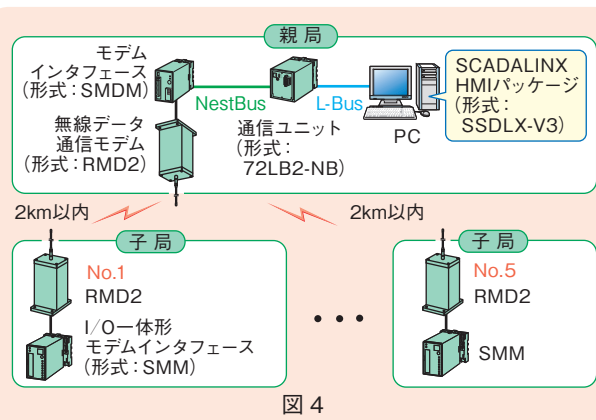 親 局
モデム
インタフェース
(形式：SMDM)
NestBus
L-Bus
無線データ
通信モデム
(形式：RMD2)
通信ユニット
(形式：
72LB2-NB)
PC
SCADALINX
HMIパッケージ
(形式：
SSDLX-V3)
2km以内
2km以内
子 局
No.1
RMD2
I/O一体形
モデムインタフェース
(形式：SMM)
• • •
子 局
No.5
RMD2
SMM
図 4